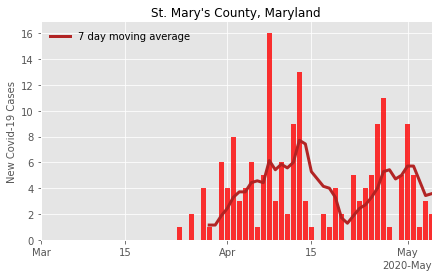 St. Mary's County, Maryland
7 day moving average
New Covid-19 Cases
16
14
12
10
8
6
4
2
0
Mar 15 Apr 15 May
2020-May